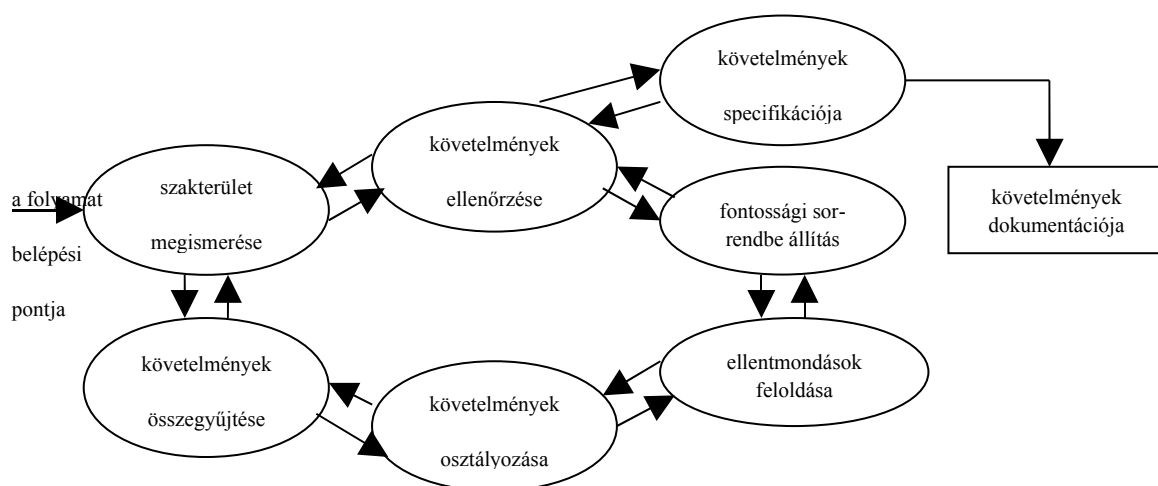 követelmények
specifikációja
követelmények
ellenőrzése
szakterület
megismerése
a folyamat
belépési
pontja
fontossági sor-
rendbe állítás
követelmények
dokumentációja
követelmények
összegyűjtése
követelmények
osztályozása
ellentmondások
feloldása